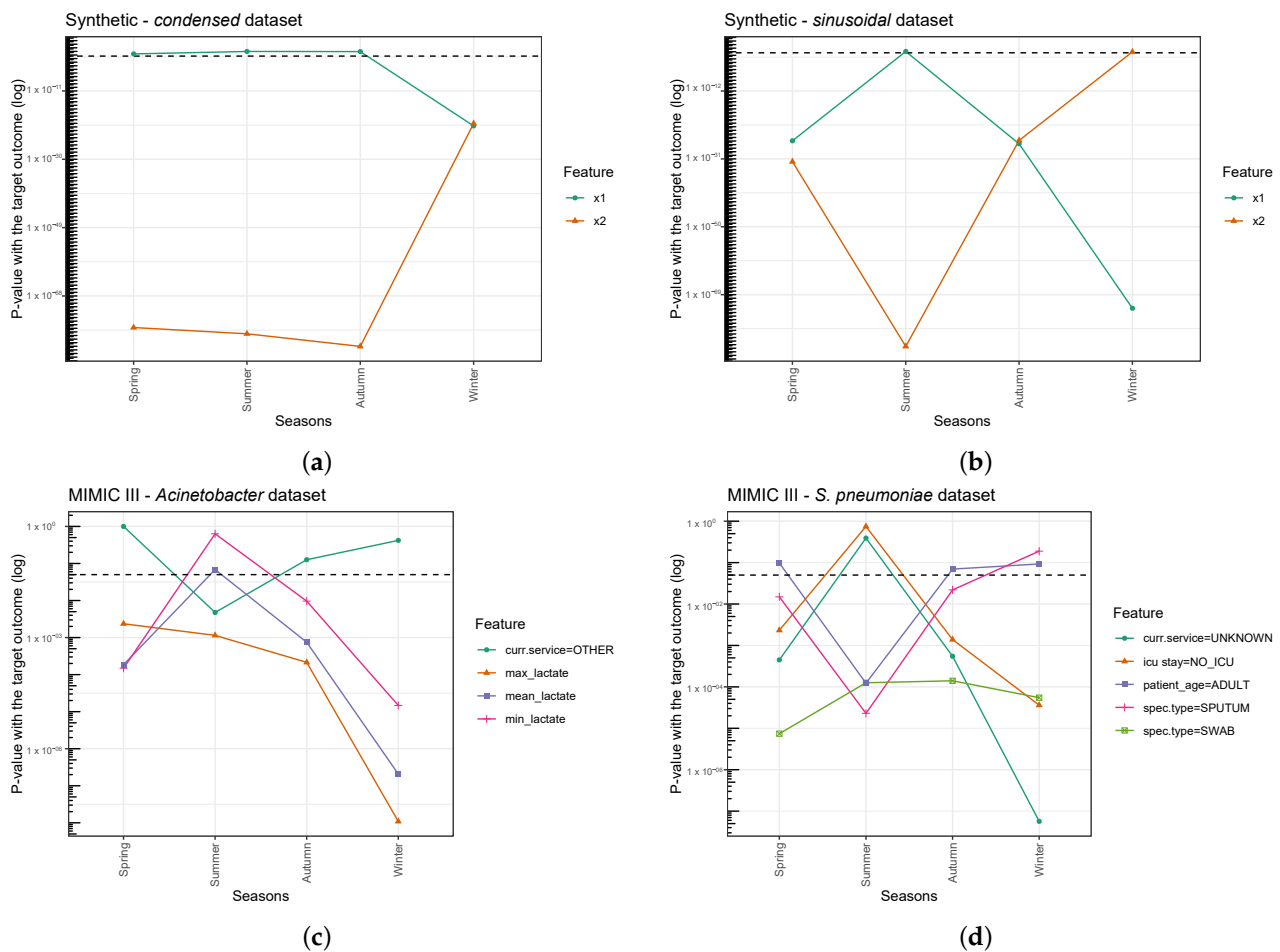 Synthetic - condensed dataset
P-value with the target outcome (log)
1 x 10⁻¹¹
1 x 10⁻³⁰
1 x 10⁻⁴⁹
1 x 10⁻⁶⁸
Spring
Summer
Autumn
Winter
Seasons
Feature
x1
x2
(a)
Synthetic - sinusoidal dataset
P-value with the target outcome (log)
1 x 10⁻¹²
1 x 10⁻³¹
1 x 10⁻⁵⁰
1 x 10⁻⁶⁹
Spring
Summer
Autumn
Winter
Seasons
Feature
x1
x2
(b)
MIMIC III - Acinetobacter dataset
P-value with the target outcome (log)
1 x 10⁰
1 x 10⁻⁰³
1 x 10⁻⁰⁶
Spring
Summer
Autumn
Winter
Seasons
Feature
curr.service=OTHER
max_lactate
mean_lactate
min_lactate
(c)
MIMIC III - S. pneumoniae dataset
P-value with the target outcome (log)
1 x 10⁰
1 x 10⁻⁰²
1 x 10⁻⁰⁴
1 x 10⁻⁰⁶
Spring
Summer
Autumn
Winter
Seasons
Feature
curr.service=UNKNOWN
icu stay=NO_ICU
patient_age=ADULT
spec.type=SPUTUM
spec.type=SWAB
(d)